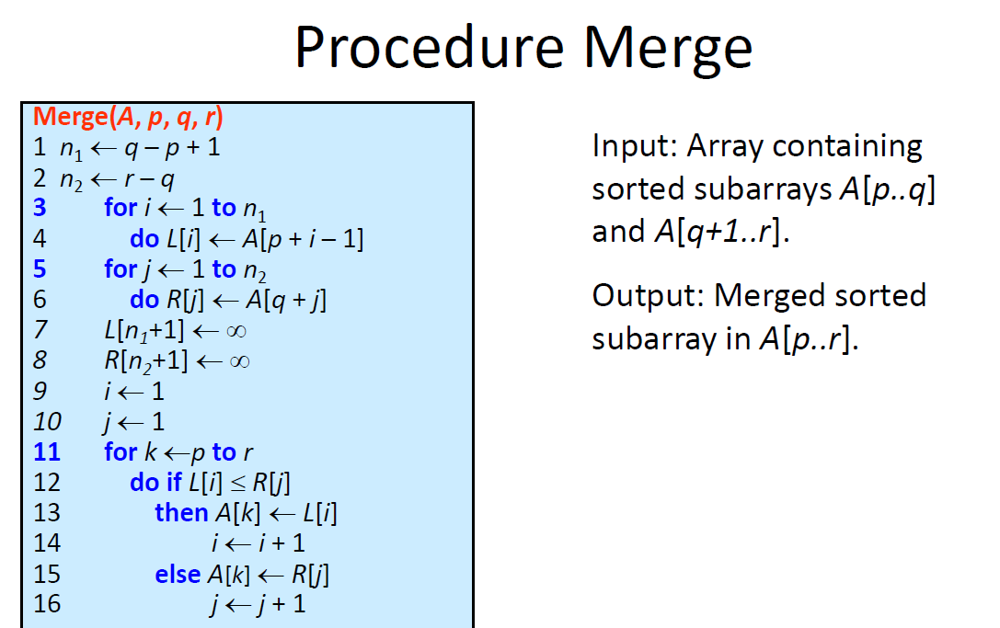 Procedure Merge
Merge(A, p, q, r)
1 n₁ ← q – p + 1
2 n₂ ← r – q
3 for i ← 1 to n₁
4 do L[i] ← A[p + i – 1]
5 for j ← 1 to n₂
6 do R[j] ← A[q + j]
7 L[n₁+1] ← ∞
8 R[n₂+1] ← ∞
9 i ← 1
10 j ← 1
11 for k ←p to r
12 do if L[i] ≤ R[j]
13 then A[k] ← L[i]
14 i ← i + 1
15 else A[k] ← R[j]
16 j ← j + 1
Input: Array containing
sorted subarrays A[p..q]
and A[q+1..r].
Output: Merged sorted
subarray in A[p..r].